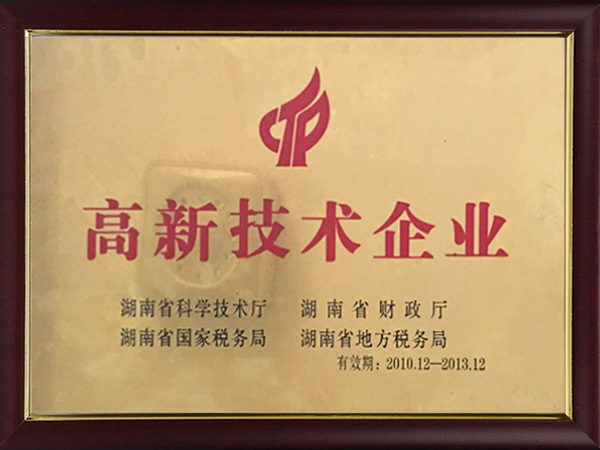 CTP
高新技术企业
湖南省科学技术厅 湖南省财政厅
湖南省国家税务局 湖南省地方税务局
有效期：2010.12—2013.12